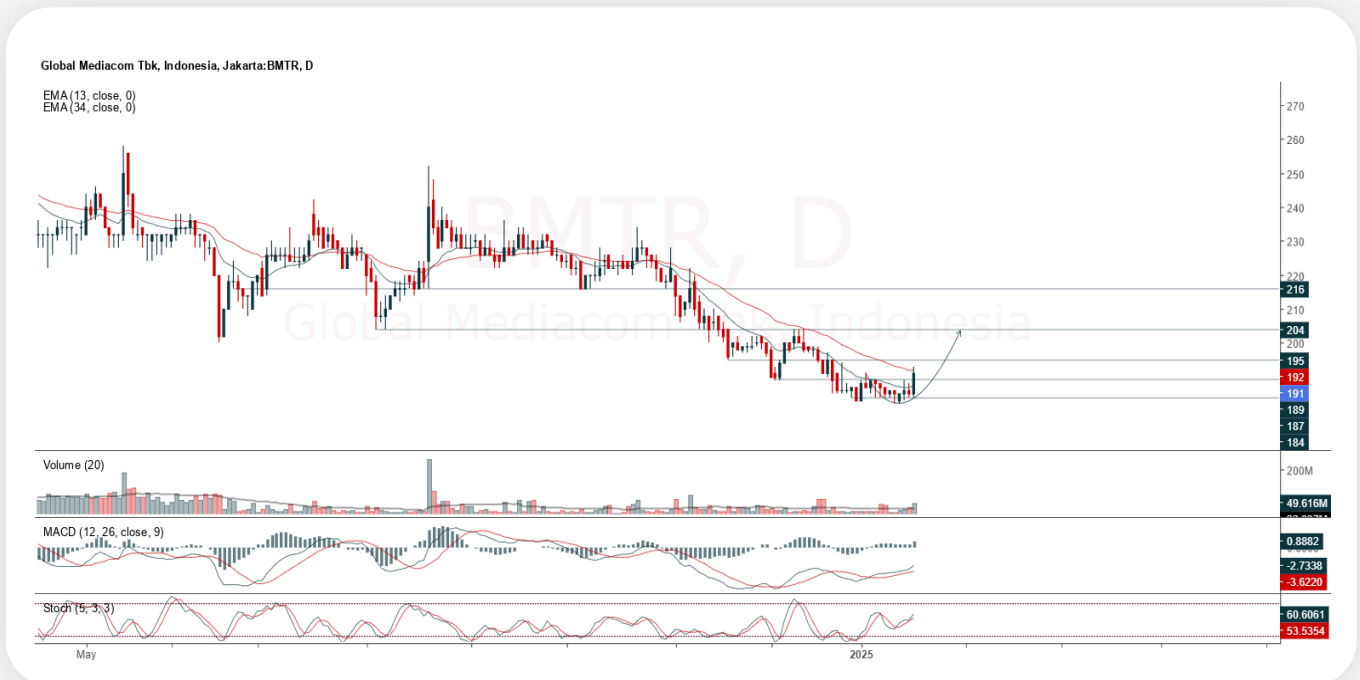 Global Mediacom Tbk, Indonesia, Jakarta:BMTR, D
EMA (13, close, 0)
EMA (34, close, 0)
BMTR, D
Global Mediacom Tbk, Indonesia
270
260
250
240
230
220
216
210
204
200
195
192
191
189
187
184
Volume (20)
200M
49.616M
MACD (12, 26, close, 9)
0.8882
-2.7338
-3.6220
Stoch (5, 3, 3)
60.6061
53.5354
May
2025